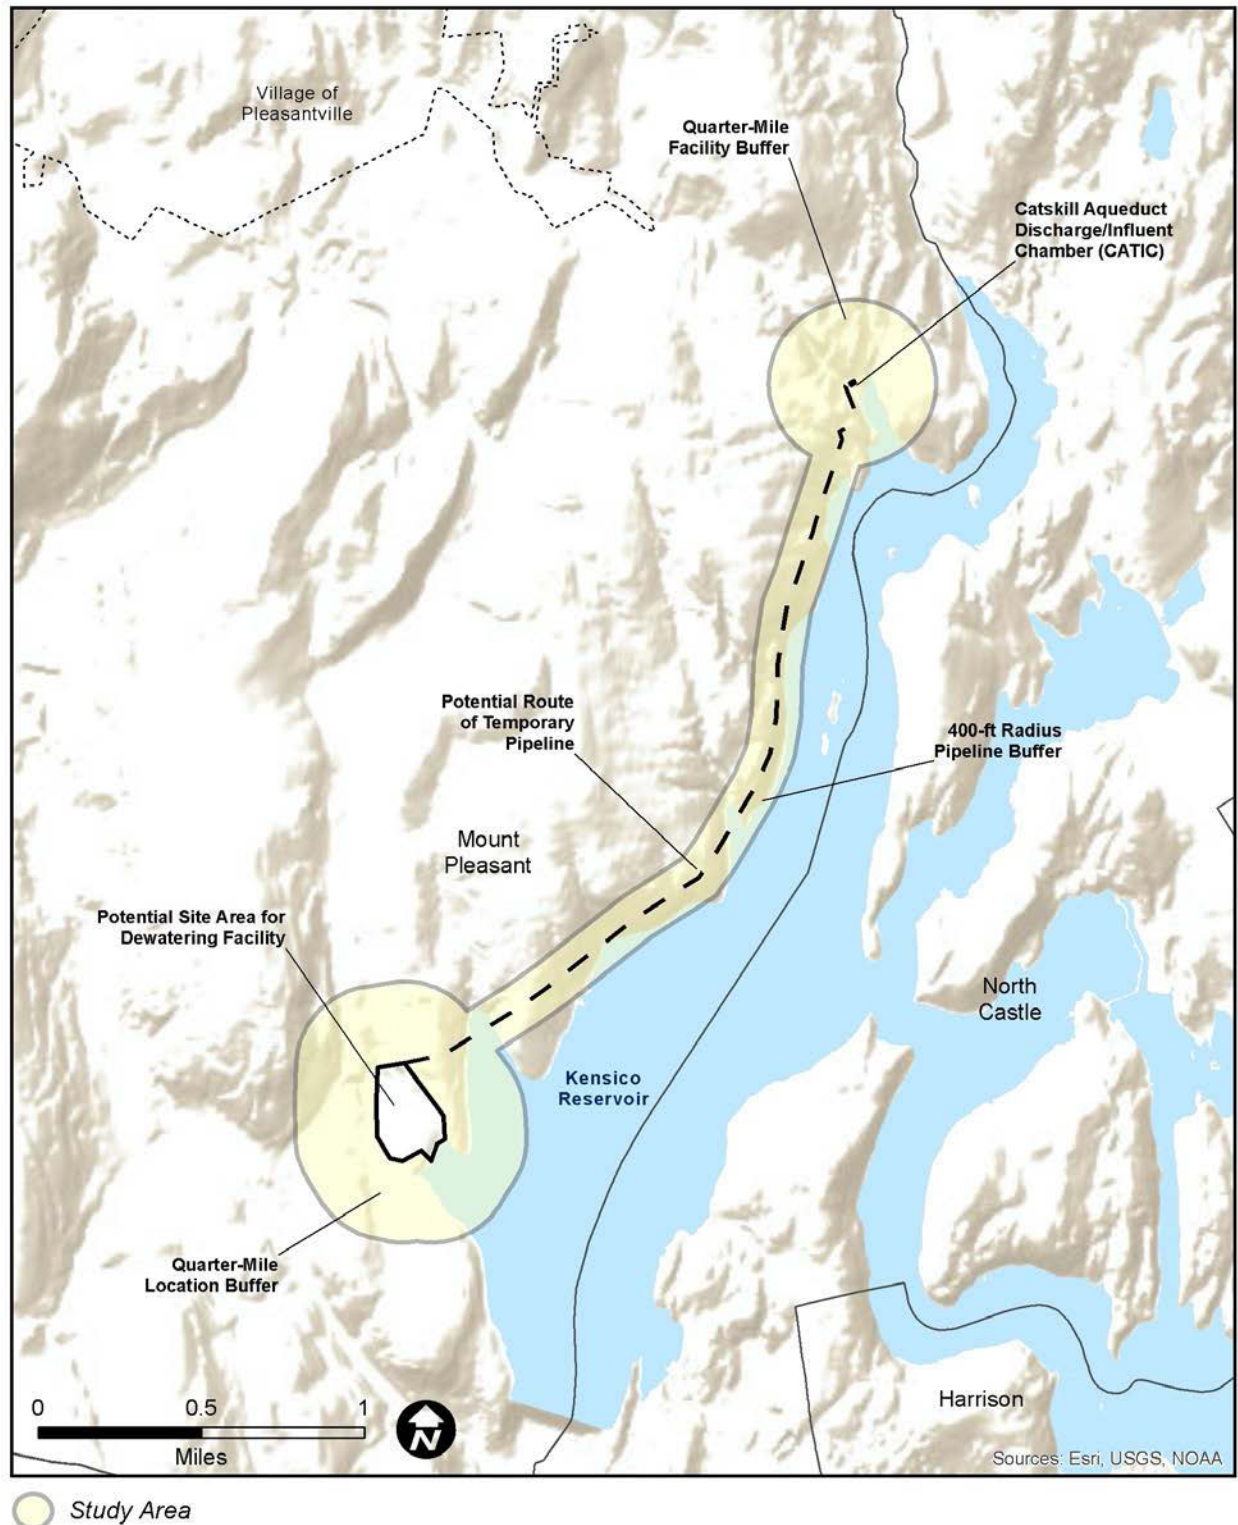 Village of
Pleasantville
Quarter-Mile
Facility Buffer
Catskill Aqueduct
Discharge/Influent
Chamber (CATIC)
Potential Route
of Temporary
Pipeline
400-ft Radius
Pipeline Buffer
Mount
Pleasant
Potential Site Area for
Dewatering Facility
North
Castle
Kensico
Reservoir
Quarter-Mile
Location Buffer
Harrison
0 0.5 1
Miles
N
Sources: Esri, USGS, NOAA
Study Area